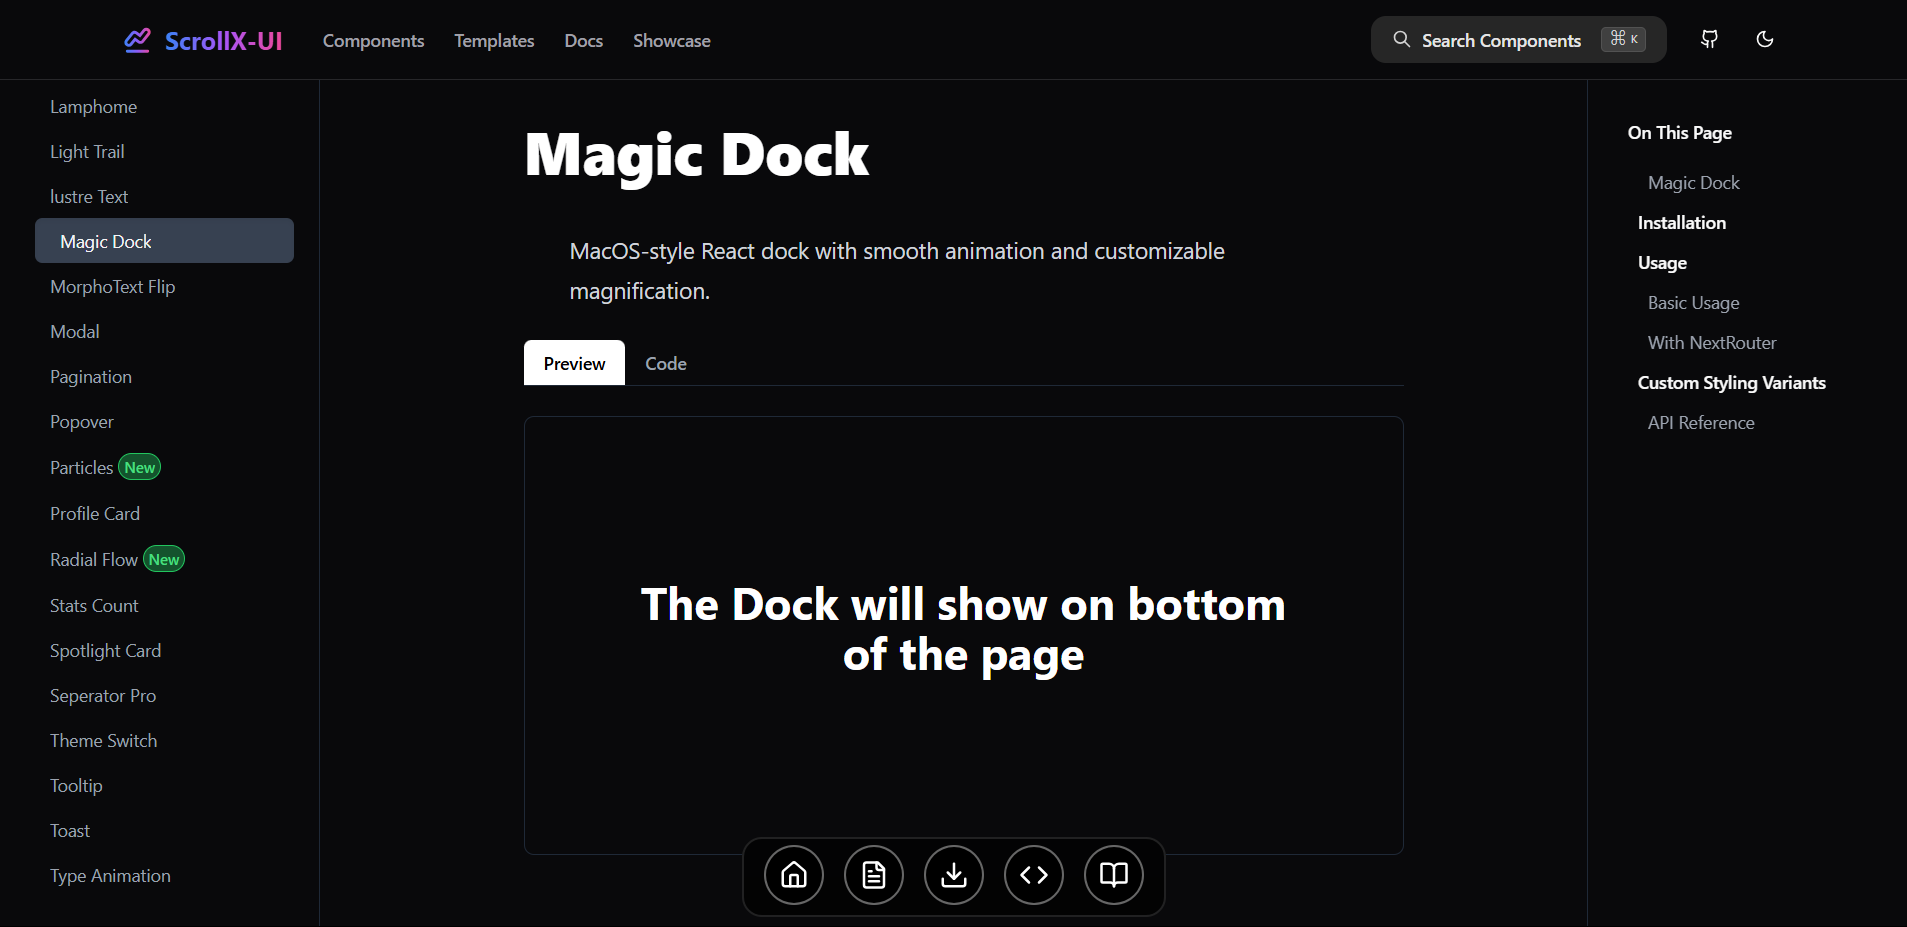 ScrollX-UI
Components
Templates
Docs
Showcase
Search Components
⌘ K
Lamphome
Light Trail
lustre Text
Magic Dock
MorphoText Flip
Modal
Pagination
Popover
Particles New
Profile Card
Radial Flow New
Stats Count
Spotlight Card
Seperator Pro
Theme Switch
Tooltip
Toast
Type Animation
Magic Dock
MacOS-style React dock with smooth animation and customizable
magnification.
Preview
Code
The Dock will show on bottom
of the page
On This Page
Magic Dock
Installation
Usage
Basic Usage
With NextRouter
Custom Styling Variants
API Reference